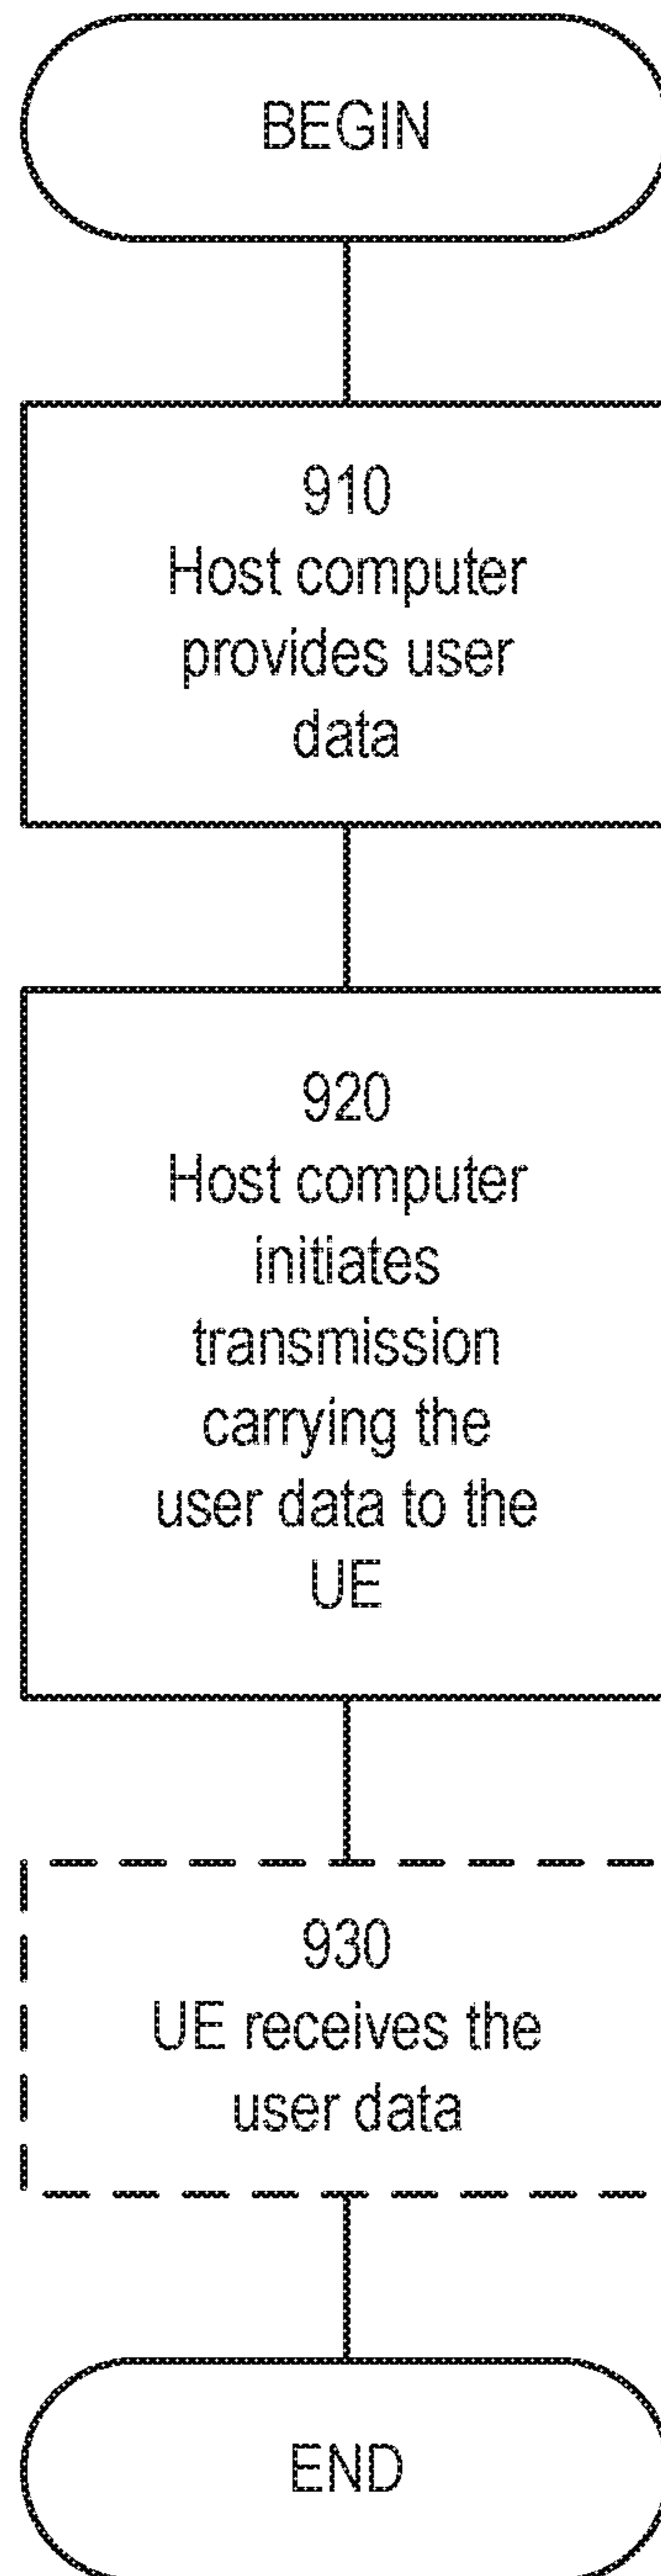 BEGIN
910
Host computer
provides user
data
920
Host computer
initiates
transmission
carrying the
user data to the
UE
930
UE receives the
user data
END